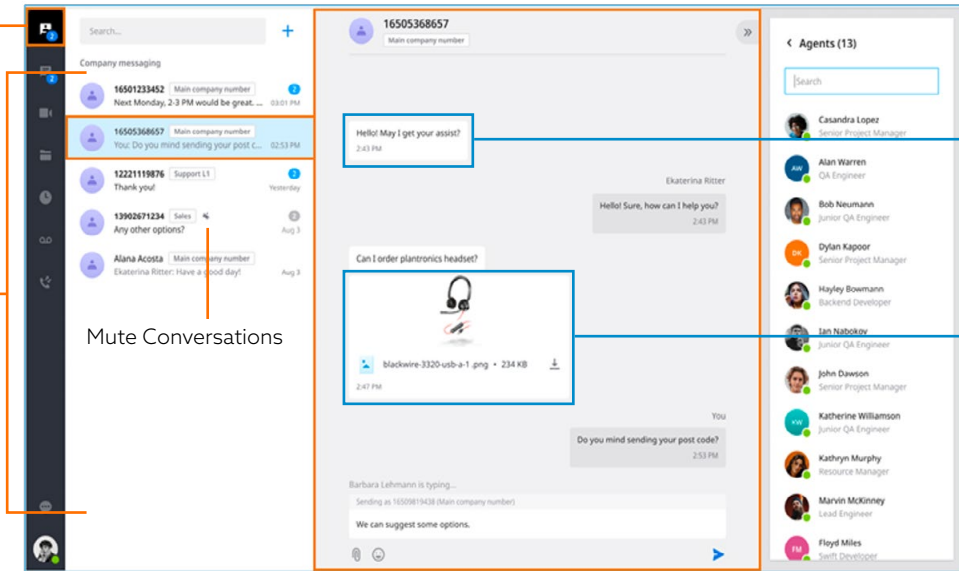 2
2
Search...
+
Company messaging
16501233452 Main company number 2
Next Monday, 2-3 PM would be great. ... 03:01 PM
16505368657 Main company number
You: Do you mind sending your post c... 02:53 PM
12221119876 Support L1 2
Thank you! Yesterday
13902671234 Sales
Any other options? Aug 3
Alana Acosta Main company number
Ekaterina Ritter: Have a good day! Aug 3
Mute Conversations
16505368657
Main company number
Hello! May I get your assist?
2:43 PM
Ekaterina Ritter
Hello! Sure, how can I help you?
2:43 PM
Can I order plantronics headset?
blackwire-3320-usb-a-1 .png • 234 KB
2:47 PM
You
Do you mind sending your post code?
2:53 PM
Barbara Lehmann is typing...
Sending as 16509819438 (Main company number)
We can suggest some options.
Agents (13)
Search
Casandra Lopez
Senior Project Manager
AW
Alan Warren
QA Engineer
Bob Neumann
Junior QA Engineer
DK
Dylan Kapoor
Senior Project Manager
Hayley Bowmann
Backend Developer
Ian Nabokov
Junior QA Engineer
John Dawson
Senior Project Manager
KW
Katherine Williamson
Junior QA Engineer
Kathryn Murphy
Resource Manager
Marvin McKinney
Lead Engineer
FM
Floyd Miles
Swift Developer